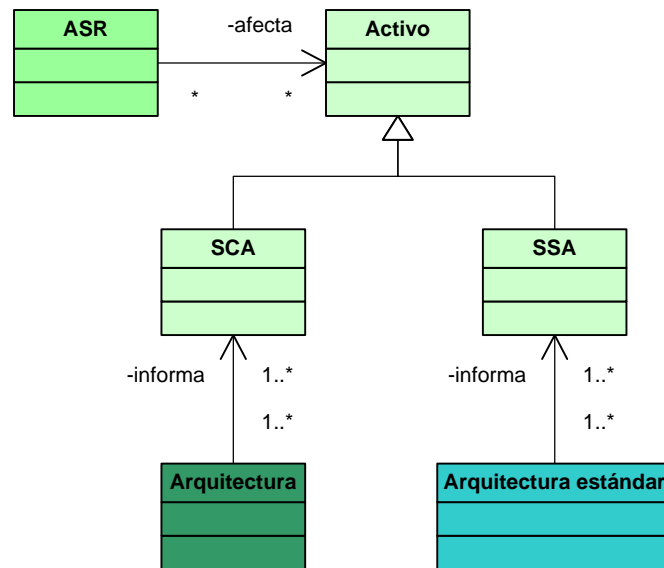 ASR
-afecta
Activo
* *
SCA
SSA
-informa 1..*
-informa 1..*
1..*
1..*
Arquitectura
Arquitectura estándar